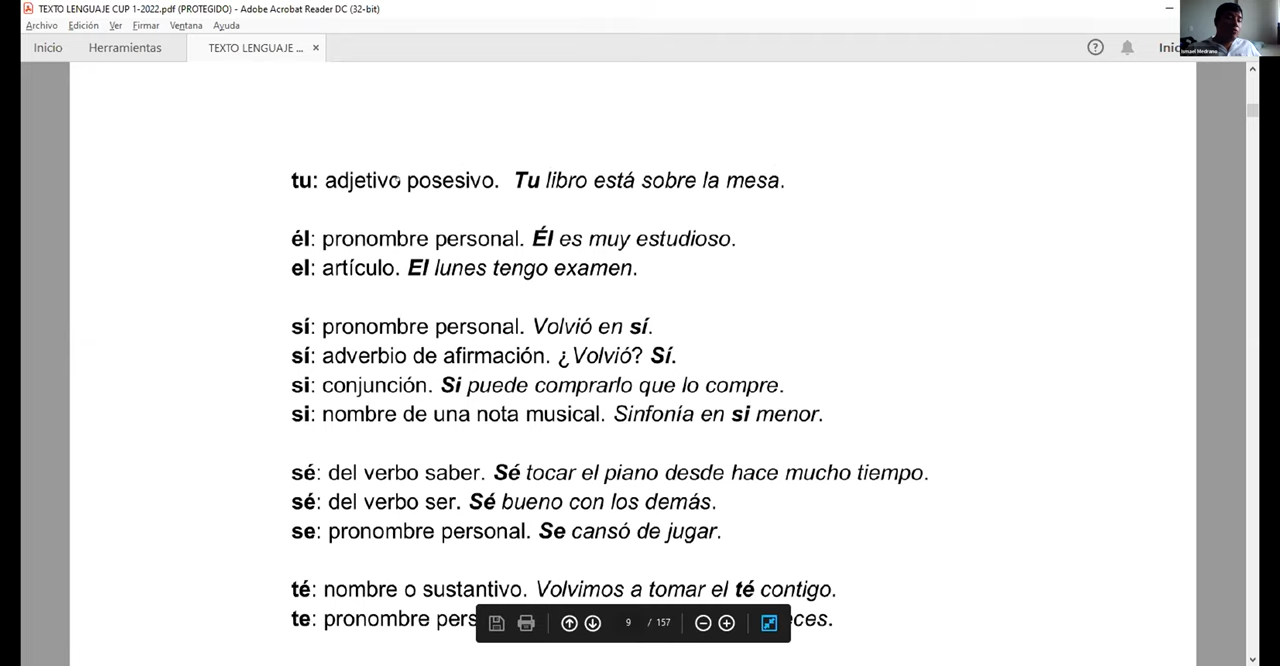 TEXTO LENGUAJE CUP 1-2022.pdf (PROTEGIDO) - Adobe Acrobat Reader DC (32-bit)
Archivo Edición Ver Firmar Ventana Ayuda
Inicio Herramientas TEXTO LENGUAJE ... × ? Inic
Ismael Medrano
tu: adjetivo posesivo. Tu libro está sobre la mesa.
él: pronombre personal. Él es muy estudioso.
el: artículo. El lunes tengo examen.
sí: pronombre personal. Volvió en sí.
sí: adverbio de afirmación. ¿Volvió? Sí.
si: conjunción. Si puede comprarlo que lo compre.
si: nombre de una nota musical. Sinfonía en si menor.
sé: del verbo saber. Sé tocar el piano desde hace mucho tiempo.
sé: del verbo ser. Sé bueno con los demás.
se: pronombre personal. Se cansó de jugar.
té: nombre o sustantivo. Volvimos a tomar el té contigo.
te: pronombre pers eces.
9 / 157